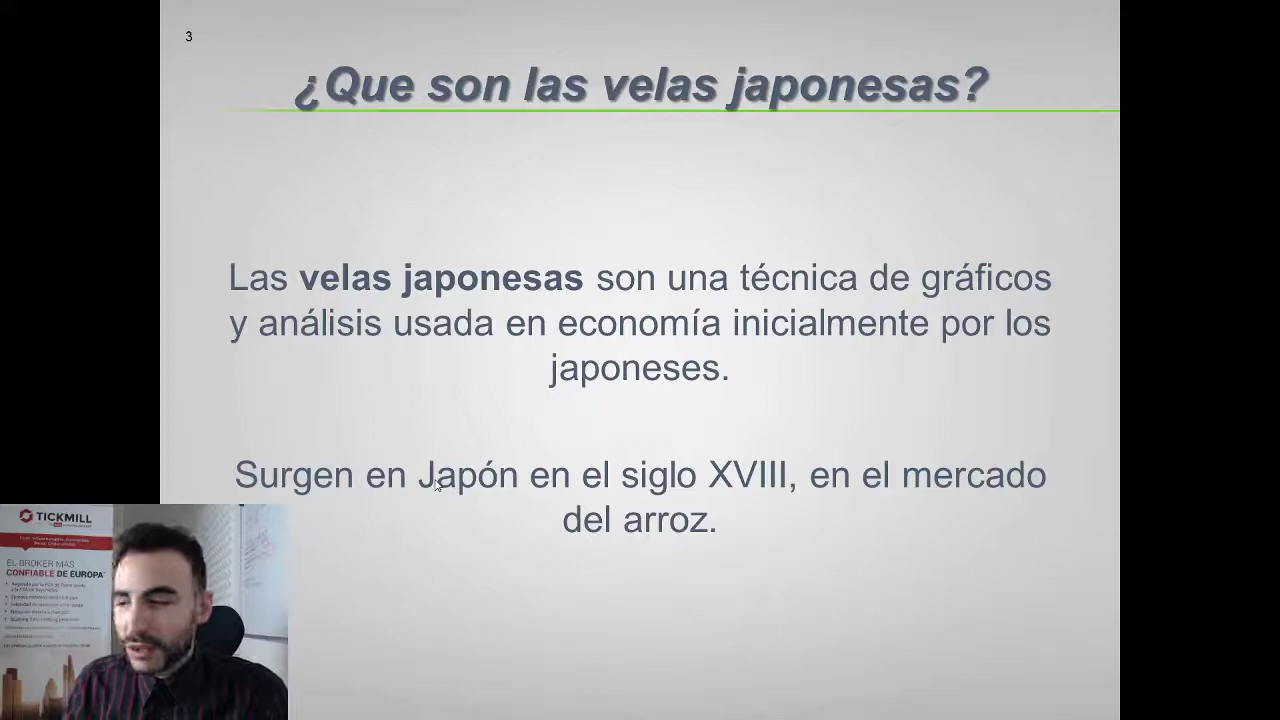 3
¿Que son las velas japonesas?
Las velas japonesas son una técnica de gráficos
y análisis usada en economía inicialmente por los
japoneses.
Surgen en Japón en el siglo XVIII, en el mercado
del arroz.
TICKMILL
EL BROKER MÁS
CONFIABLE DE EUROPA*